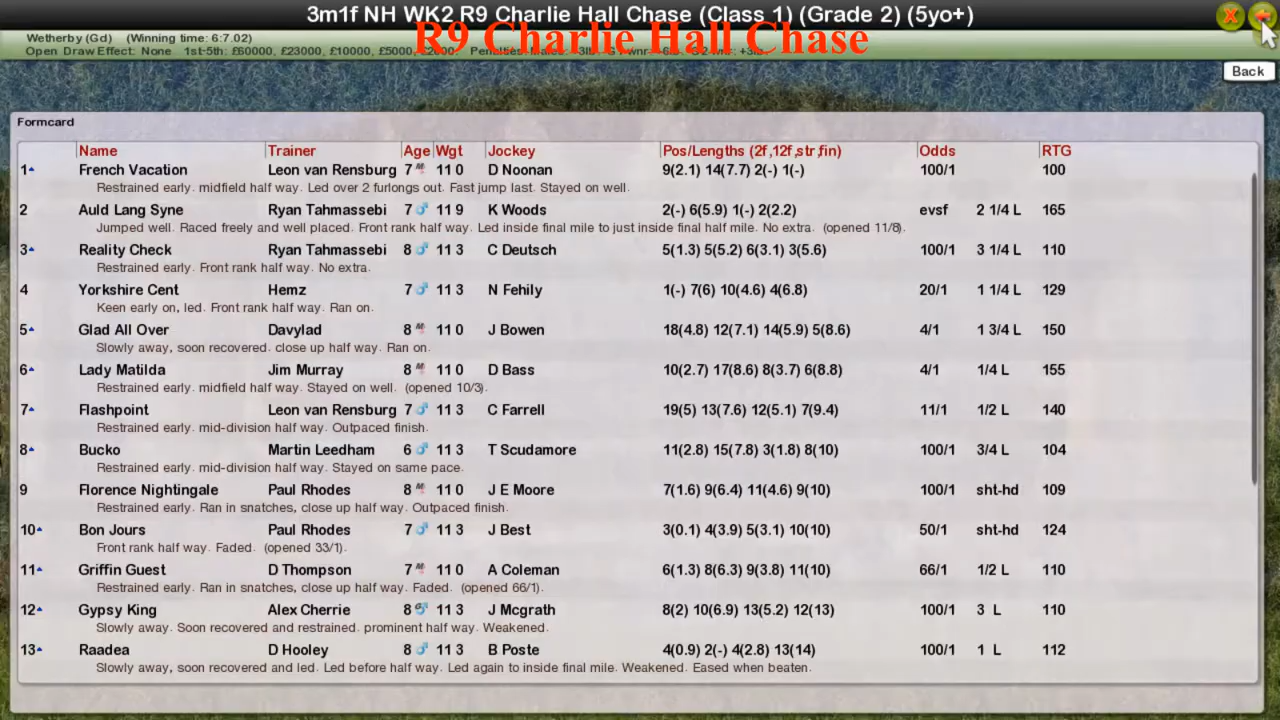 3m1f NH WK2 R9 Charlie Hall Chase (Class 1) (Grade 2) (5yo+)
R9 Charlie Hall Chase
Wetherby (Gd) (Winning time: 6:7.02)
Open Draw Effect: None 1st-5th: £60000, £23000, £10000, £5000,
Back
Formcard
Name Trainer Age Wgt Jockey Pos/Lengths (2f,12f,str,fin) Odds RTG
1 French Vacation Leon van Rensburg 7 11 0 D Noonan 9(2.1) 14(7.7) 2(-) 1(-) 100/1 100
Restrained early. midfield half way. Led over 2 furlongs out. Fast jump last. Stayed on well.
2 Auld Lang Syne Ryan Tahmassebi 7 11 9 K Woods 2(-) 6(5.9) 1(-) 2(2.2) evsf 2 1/4 L 165
Jumped well. Raced freely and well placed. Front rank half way. Led inside final mile to just inside final half mile. No extra. (opened 11/8).
3 Reality Check Ryan Tahmassebi 8 11 3 C Deutsch 5(1.3) 5(5.2) 6(3.1) 3(5.6) 100/1 3 1/4 L 110
Restrained early. Front rank half way. No extra.
4 Yorkshire Cent Hemz 7 11 3 N Fehily 1(-) 7(6) 10(4.6) 4(6.8) 20/1 1 1/4 L 129
Keen early on, led. Front rank half way. Ran on.
5 Glad All Over Davylad 8 11 0 J Bowen 18(4.8) 12(7.1) 14(5.9) 5(8.6) 4/1 1 3/4 L 150
Slowly away, soon recovered. close up half way. Ran on.
6 Lady Matilda Jim Murray 8 11 0 D Bass 10(2.7) 17(8.6) 8(3.7) 6(8.8) 4/1 1/4 L 155
Restrained early. midfield half way. Stayed on well. (opened 10/3).
7 Flashpoint Leon van Rensburg 7 11 3 C Farrell 19(5) 13(7.6) 12(5.1) 7(9.4) 11/1 1/2 L 140
Restrained early. mid-division half way. Outpaced finish.
8 Bucko Martin Leedham 6 11 3 T Scudamore 11(2.8) 15(7.8) 3(1.8) 8(10) 100/1 3/4 L 104
Restrained early. mid-division half way. Stayed on same pace.
9 Florence Nightingale Paul Rhodes 8 11 0 J E Moore 7(1.6) 9(6.4) 11(4.6) 9(10) 100/1 sht-hd 109
Restrained early. Ran in snatches, close up half way. Outpaced finish.
10 Bon Jours Paul Rhodes 7 11 3 J Best 3(0.1) 4(3.9) 5(3.1) 10(10) 50/1 sht-hd 124
Front rank half way. Faded. (opened 33/1).
11 Griffin Guest D Thompson 7 11 0 A Coleman 6(1.3) 8(6.3) 9(3.8) 11(10) 66/1 1/2 L 110
Restrained early. Ran in snatches, close up half way. Faded. (opened 66/1).
12 Gypsy King Alex Cherrie 8 11 3 J Mcgrath 8(2) 10(6.9) 13(5.2) 12(13) 100/1 3 L 110
Slowly away. Soon recovered and restrained. prominent half way. Weakened.
13 Raadea D Hooley 8 11 3 B Poste 4(0.9) 2(-) 4(2.8) 13(14) 100/1 1 L 112
Slowly away, soon recovered and led. Led before half way. Led again to inside final mile. Weakened. Eased when beaten.